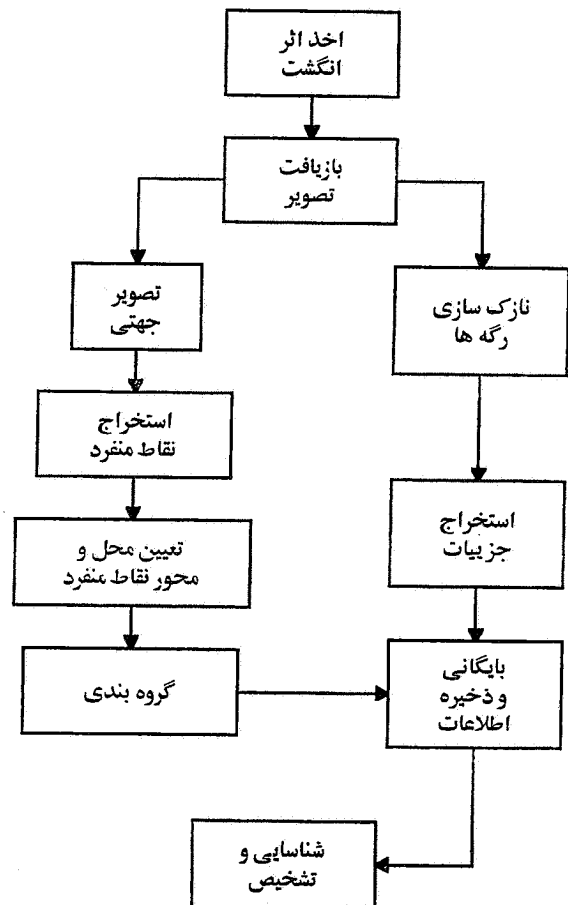 اخذ اثر
انگشت
بازیافت
تصویر
تصویر
جهتی
نازک سازی
رگه ها
استخراج
نقاط منفرد
استخراج
جزییات
تعیین محل و
محور نقاط منفرد
گروه بندی
بایگانی
و ذخیره
اطلاعات
شناسایی و
تشخیص